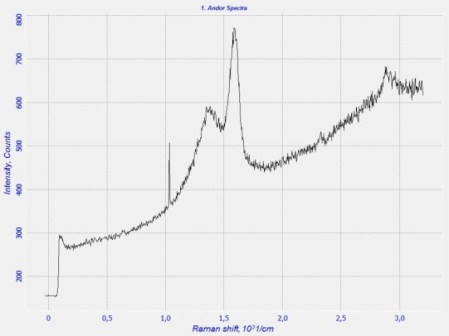 1. Andor Spectra
800
700
600
500
400
300
200
Intensity, Counts
0 0,5 1,0 1,5 2,0 2,5 3,0
Raman shift, 10^3 1/cm